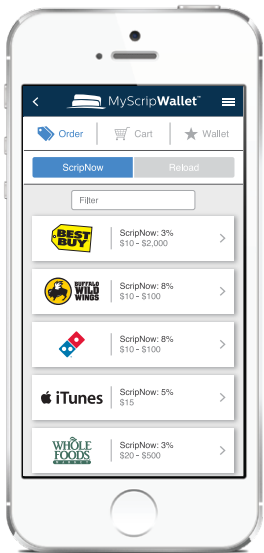 MyScripWallet™
Order
Cart
Wallet
ScripNow
Reload
Filter
BEST
BUY
ScripNow: 3%
$10 - $2,000
BUFFALO
WILD
WINGS
ScripNow: 8%
$10 - $100
ScripNow: 8%
$10 - $100
iTunes
ScripNow: 5%
$15
WHOLE
FOODS
MARKET
ScripNow: 3%
$20 - $500